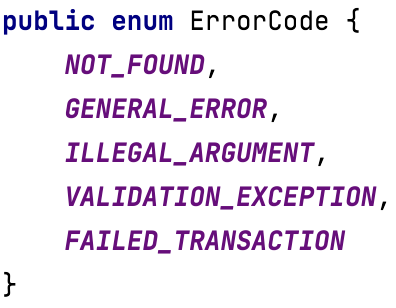 public enum ErrorCode {
    NOT_FOUND,
    GENERAL_ERROR,
    ILLEGAL_ARGUMENT,
    VALIDATION_EXCEPTION,
    FAILED_TRANSACTION
}